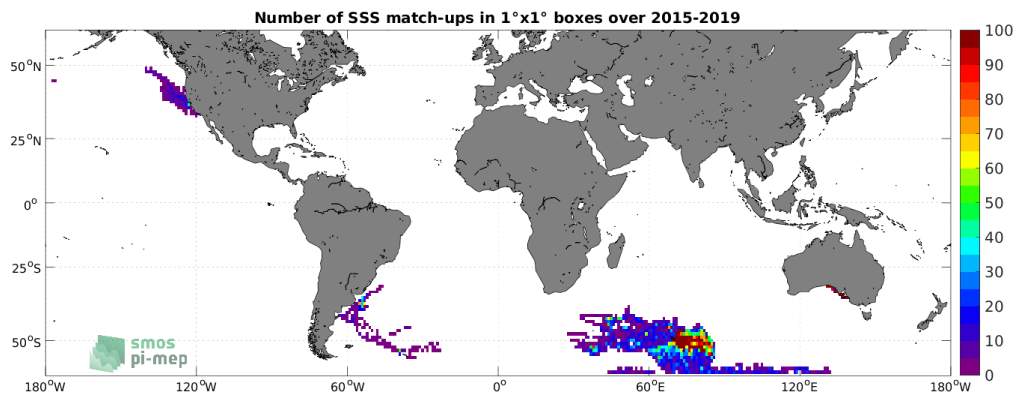 Number of SSS match-ups in 1°x1° boxes over 2015-2019
50°N
25°N
0°
25°S
50°S
180°W
120°W
60°W
0°
60°E
120°E
180°W
100
90
80
70
60
50
40
30
20
10
0
smos
pi-mep